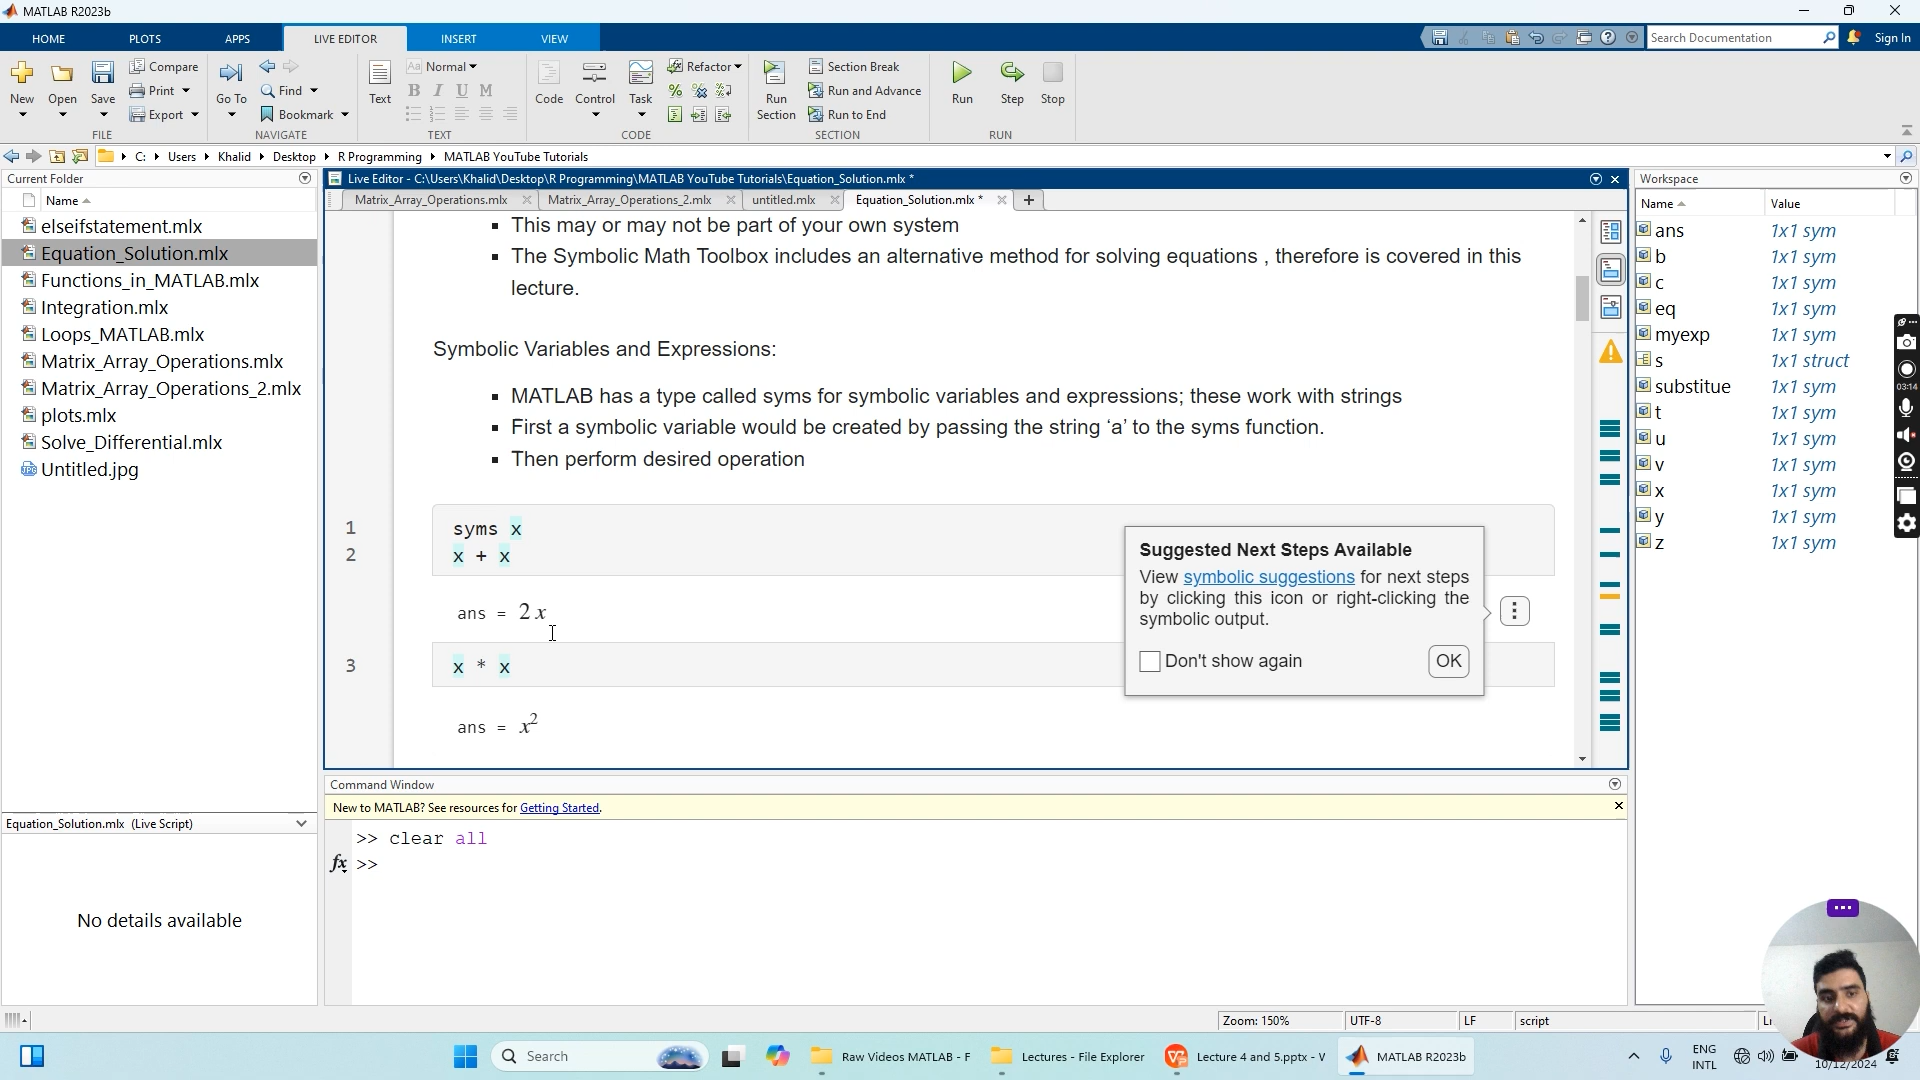 MATLAB R2023b
HOME PLOTS APPS LIVE EDITOR INSERT VIEW
Search Documentation
Sign In
New Open Save Compare Print Export
FILE
Go To Find Bookmark
NAVIGATE
Text Normal
B I U M
TEXT
Code Control Task Refactor
CODE
Run Section Section Break Run and Advance Run to End
SECTION
Run Step Stop
RUN
C: Users Khalid Desktop R Programming MATLAB YouTube Tutorials
Current Folder
Name
elseifstatement.mlx
Equation_Solution.mlx
Functions_in_MATLAB.mlx
Integration.mlx
Loops_MATLAB.mlx
Matrix_Array_Operations.mlx
Matrix_Array_Operations_2.mlx
plots.mlx
Solve_Differential.mlx
Untitled.jpg
Equation_Solution.mlx (Live Script)
No details available
Live Editor - C:\Users\Khalid\Desktop\R Programming\MATLAB YouTube Tutorials\Equation_Solution.mlx *
Matrix_Array_Operations.mlx Matrix_Array_Operations_2.mlx untitled.mlx Equation_Solution.mlx *
This may or may not be part of your own system
The Symbolic Math Toolbox includes an alternative method for solving equations , therefore is covered in this
lecture.
Symbolic Variables and Expressions:
MATLAB has a type called syms for symbolic variables and expressions; these work with strings
First a symbolic variable would be created by passing the string ‘a’ to the syms function.
Then perform desired operation
1 syms x
2 x + x
ans = 2 x
3 x * x
ans = x²
Suggested Next Steps Available
View symbolic suggestions for next steps
by clicking this icon or right-clicking the
symbolic output.
Don't show again OK
Command Window
New to MATLAB? See resources for Getting Started.
>> clear all
fx >>
Workspace
Name Value
ans 1x1 sym
b 1x1 sym
c 1x1 sym
eq 1x1 sym
myexp 1x1 sym
s 1x1 struct
substitue 1x1 sym
t 1x1 sym
u 1x1 sym
v 1x1 sym
x 1x1 sym
y 1x1 sym
z 1x1 sym
03:14
Zoom: 150% UTF-8 LF script
Search
Raw Videos MATLAB - F
Lectures - File Explorer
Lecture 4 and 5.pptx - V
MATLAB R2023b
ENG
INTL
10/12/2024